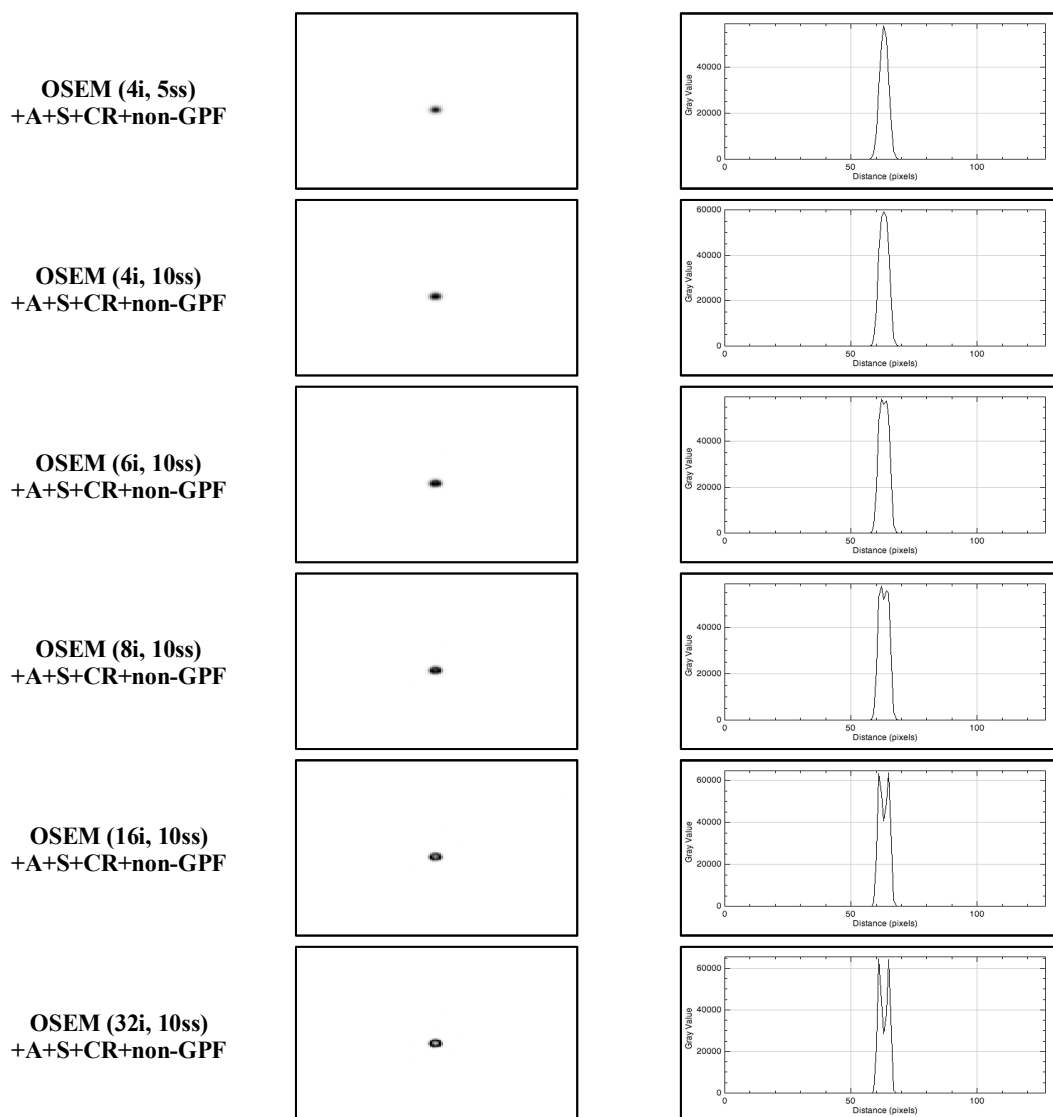 OSEM (4i, 5ss)
+A+S+CR+non-GPF
Gray Value
40000
20000
0
0
50
100
Distance (pixels)
OSEM (4i, 10ss)
+A+S+CR+non-GPF
Gray Value
60000
40000
20000
0
0
50
100
Distance (pixels)
OSEM (6i, 10ss)
+A+S+CR+non-GPF
Gray Value
40000
20000
0
0
50
100
Distance (pixels)
OSEM (8i, 10ss)
+A+S+CR+non-GPF
Gray Value
40000
20000
0
0
50
100
Distance (pixels)
OSEM (16i, 10ss)
+A+S+CR+non-GPF
Gray Value
60000
40000
20000
0
0
50
100
Distance (pixels)
OSEM (32i, 10ss)
+A+S+CR+non-GPF
Gray Value
60000
40000
20000
0
0
50
100
Distance (pixels)